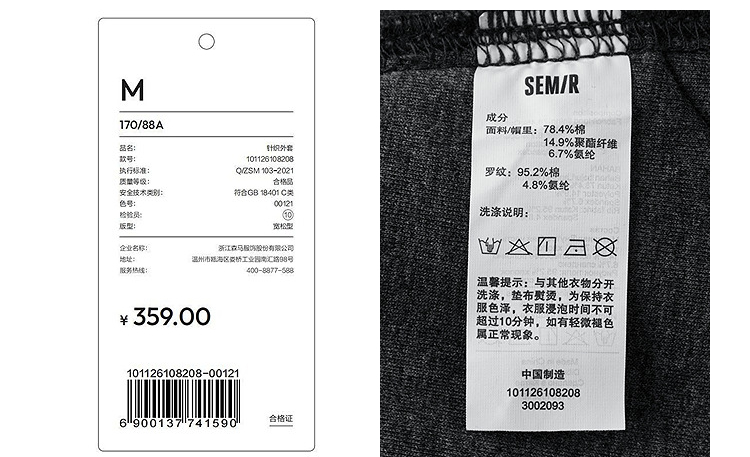 M
170/88A
品名: 针织外套
款号: 101126108208
执行标准: Q/ZSM 103-2021
质量等级: 合格品
安全技术类别: 符合GB 18401 C类
色号: 00121
检验员: 10
版型: 宽松型
企业名称: 浙江森马服饰股份有限公司
地址: 温州市瓯海区娄桥工业园南汇路98号
服务热线: 400-8877-588
¥ 359.00
101126108208-00121
6 900137 741590
合格证
SEMIR
成分
面料/帽里: 78.4%棉
14.9%聚酯纤维
6.7%氨纶
罗纹: 95.2%棉
4.8%氨纶
洗涤说明:
温馨提示: 与其他衣物分开
洗涤, 垫布熨烫, 为保持衣
服色泽, 衣服浸泡时间不可
超过10分钟, 如有轻微褪色
属正常现象。
中国制造
101126108208
3002093